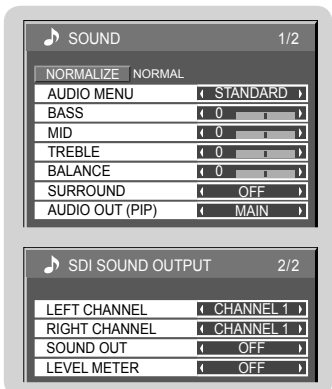 SOUND 1/2
NORMALIZE NORMAL
AUDIO MENU STANDARD
BASS 0
MID 0
TREBLE 0
BALANCE 0
SURROUND OFF
AUDIO OUT (PIP) MAIN
SDI SOUND OUTPUT 2/2
LEFT CHANNEL CHANNEL 1
RIGHT CHANNEL CHANNEL 1
SOUND OUT OFF
LEVEL METER OFF